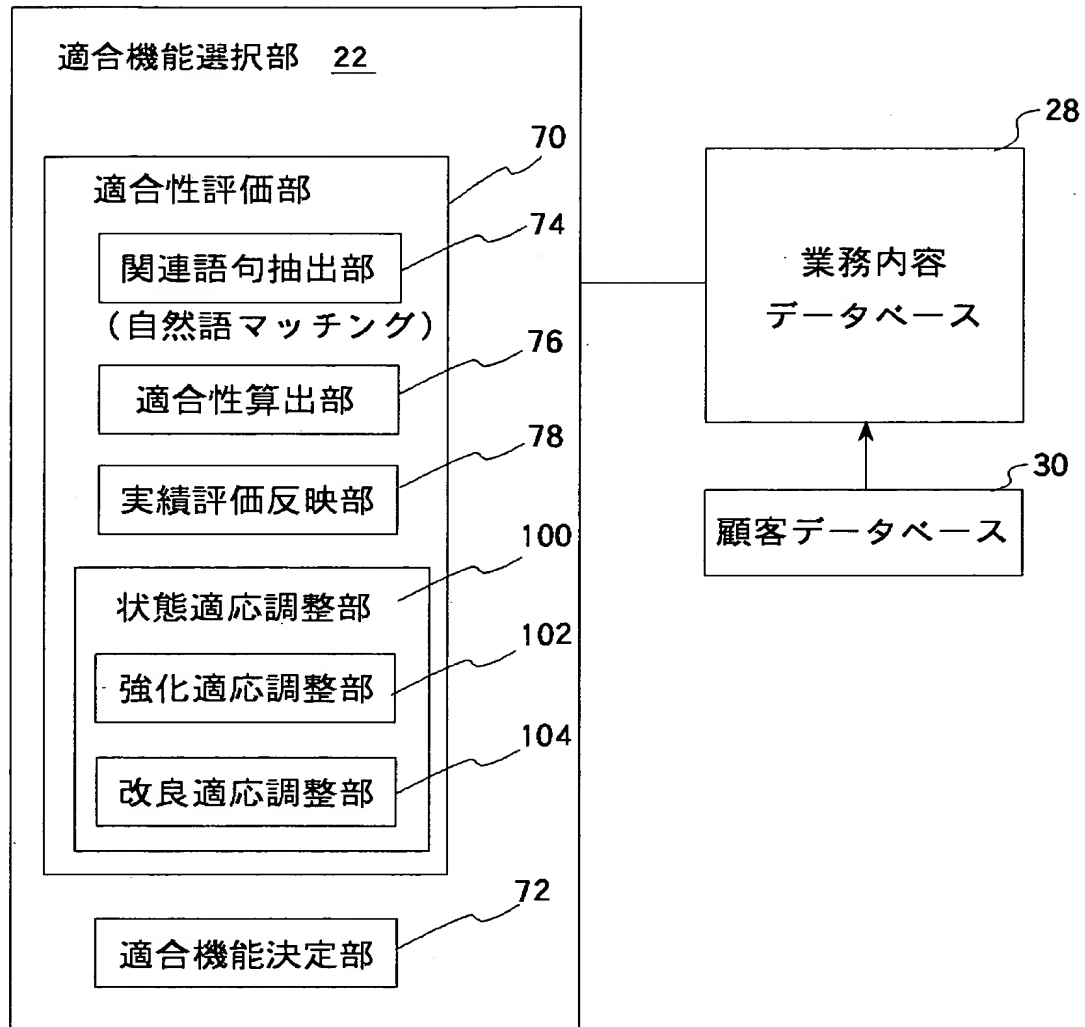 適合機能選択部 22
70
適合性評価部
74
関連語句抽出部
(自然語マッチング)
76
適合性算出部
78
実績評価反映部
100
状態適応調整部
102
強化適応調整部
104
改良適応調整部
72
適合機能決定部
28
業務内容
データベース
30
顧客データベース